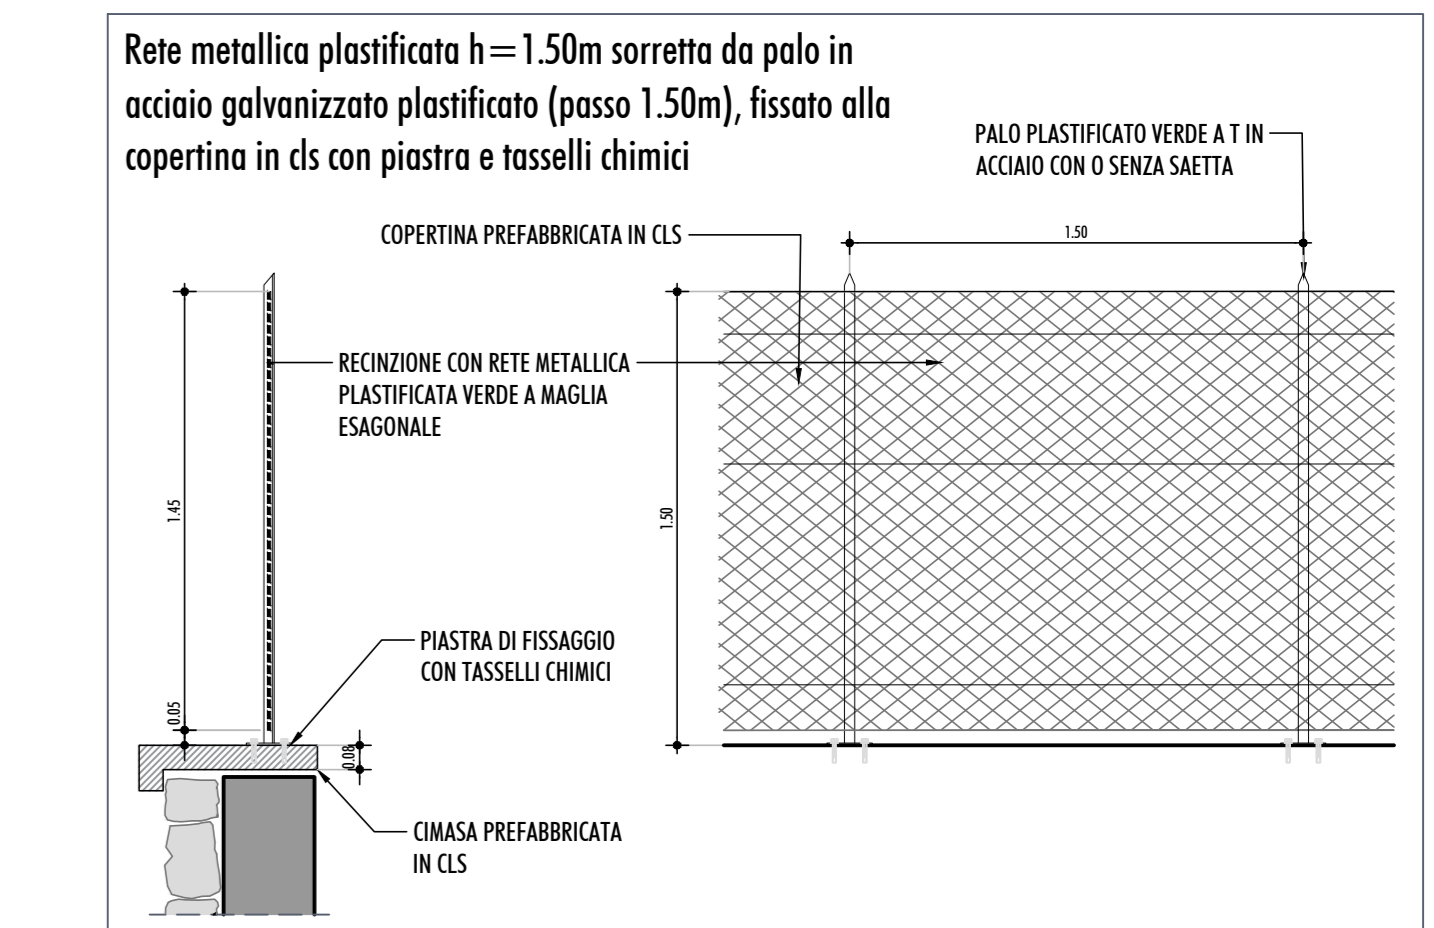 Rete metallica plastificata h=1.50m sorretta da palo in
acciaio galvanizzato plastificato (passo 1.50m), fissato alla
copertina in cls con piastra e tasselli chimici
PALO PLASTIFICATO VERDE A T IN
ACCIAIO CON O SENZA SAETTA
COPERTINA PREFABBRICATA IN CLS
1.50
RECINZIONE CON RETE METALLICA
PLASTIFICATA VERDE A MAGLIA
ESAGONALE
1.45
1.50
PIASTRA DI FISSAGGIO
CON TASSELLI CHIMICI
0.05
0.08
CIMASA PREFABBRICATA
IN CLS